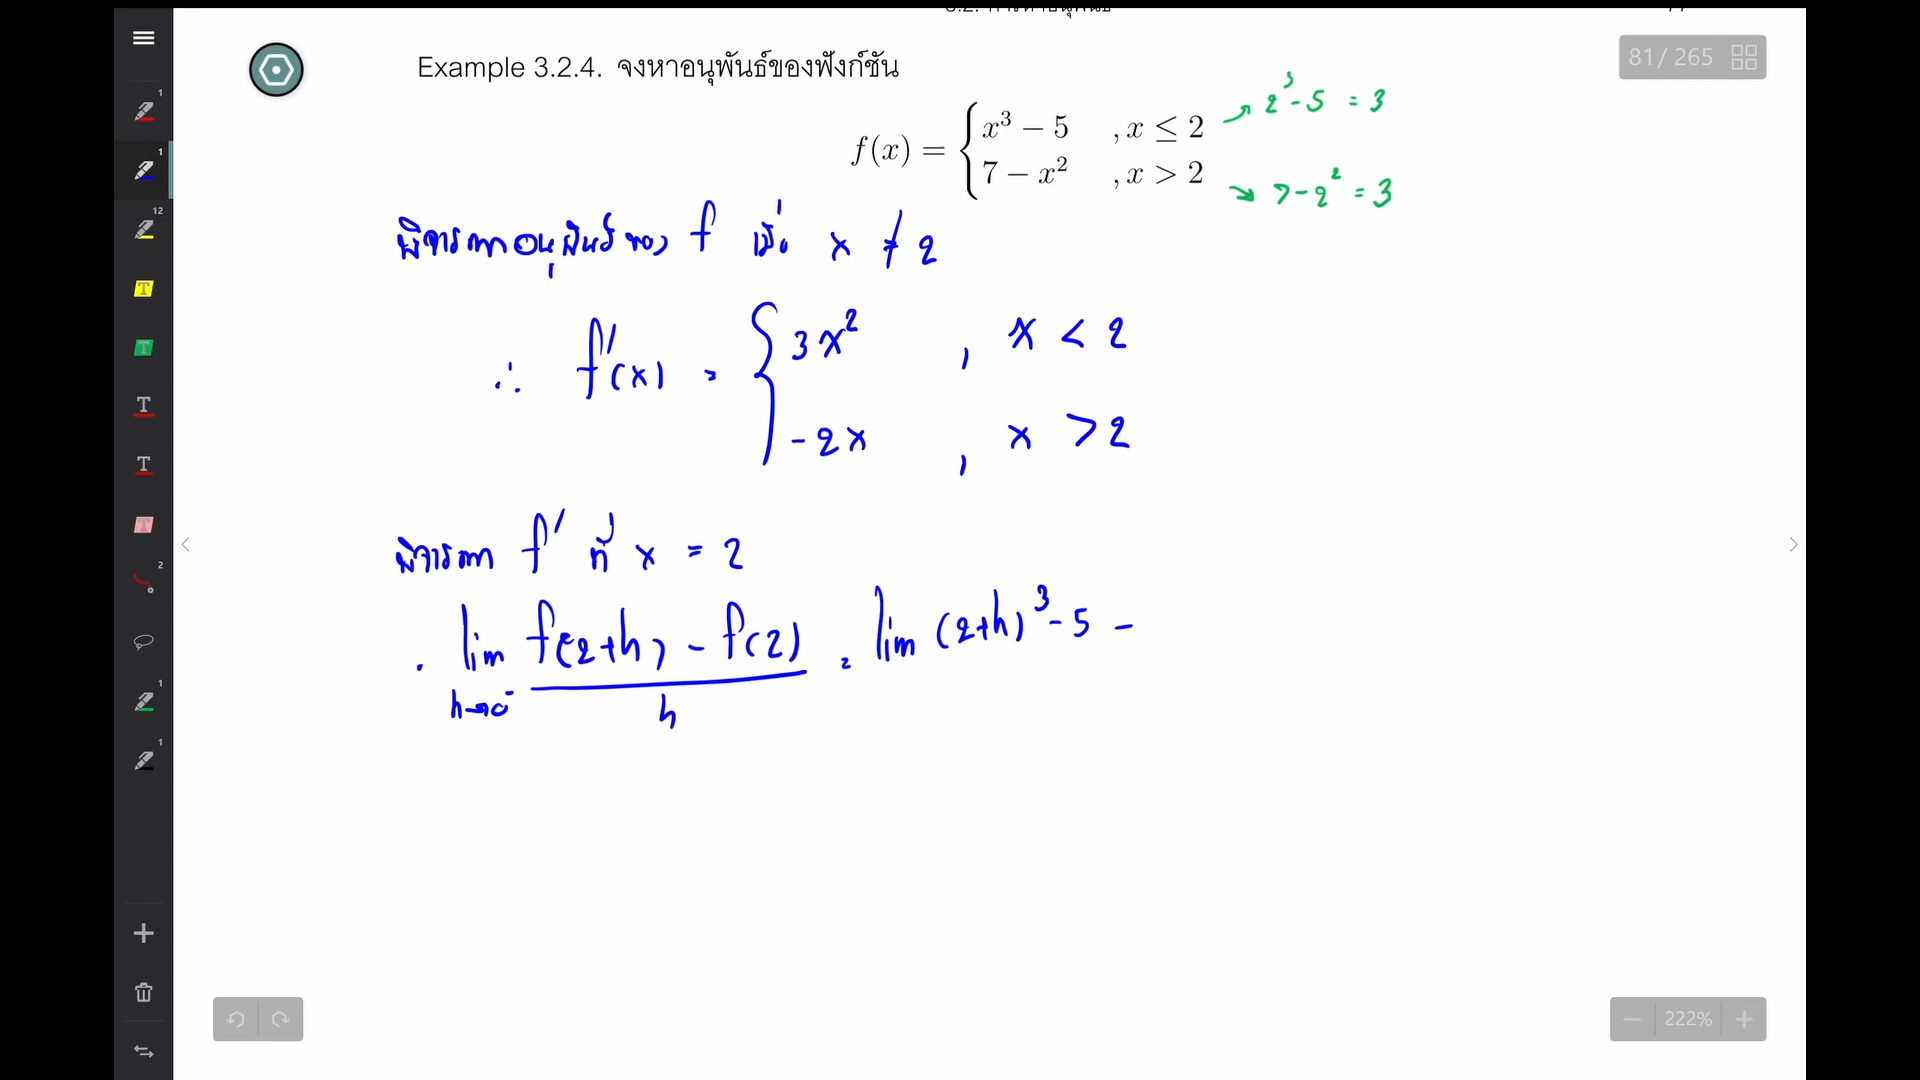 81 / 265
Example 3.2.4. จงหาอนุพันธ์ของฟังก์ชัน
f(x) = { x³ − 5 , x ≤ 2 → 2³ - 5 = 3
7 − x² , x > 2 → 7 - 2² = 3
พิจารณาอนุพันธ์ของ f เมื่อ x ≠ 2
∴ f'(x) = { 3x² , x < 2
-2x , x > 2
พิจารณา f' ที่ x = 2
. lim h→0⁻ (f(2+h) - f(2)) / h = lim (2+h)³ - 5 -
222%